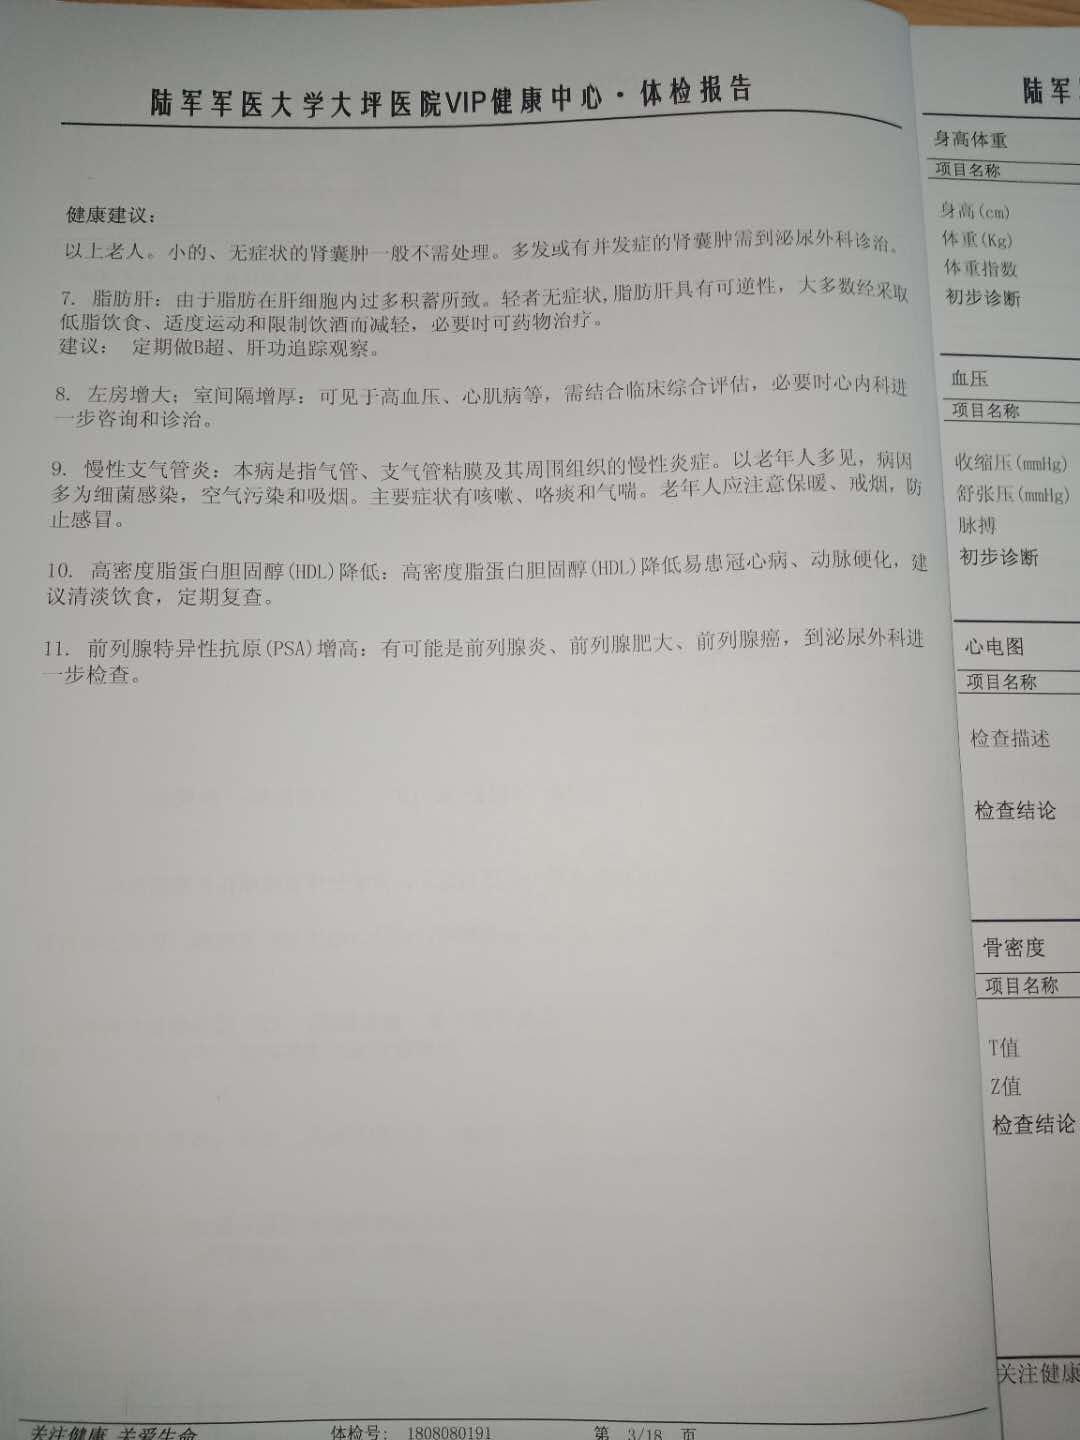 陆军军医大学大坪医院VIP健康中心·体检报告
健康建议：
以上老人。小的、无症状的肾囊肿一般不需处理。多发或有并发症的肾囊肿需到泌尿外科诊治。
7. 脂肪肝：由于脂肪在肝细胞内过多积蓄所致。轻者无症状,脂肪肝具有可逆性，大多数经采取
低脂饮食、适度运动和限制饮酒而减轻，必要时可药物治疗。
建议： 定期做B超、肝功追踪观察。
8. 左房增大；室间隔增厚：可见于高血压、心肌病等，需结合临床综合评估，必要时心内科进
一步咨询和诊治。
9. 慢性支气管炎：本病是指气管、支气管粘膜及其周围组织的慢性炎症。以老年人多见，病因
多为细菌感染，空气污染和吸烟。主要症状有咳嗽、咯痰和气喘。老年人应注意保暖、戒烟，防
止感冒。
10. 高密度脂蛋白胆固醇(HDL)降低：高密度脂蛋白胆固醇(HDL)降低易患冠心病、动脉硬化，建
议清淡饮食，定期复查。
11. 前列腺特异性抗原(PSA)增高：有可能是前列腺炎、前列腺肥大、前列腺癌，到泌尿外科进
一步检查。
关注健康 关爱生命 体检号： 1808080191 第 3/18 页
陆军
身高体重
项目名称
身高(cm)
体重(Kg)
体重指数
初步诊断
血压
项目名称
收缩压(mmHg)
舒张压(mmHg)
脉搏
初步诊断
心电图
项目名称
检查描述
检查结论
骨密度
项目名称
T值
Z值
检查结论
关注健康